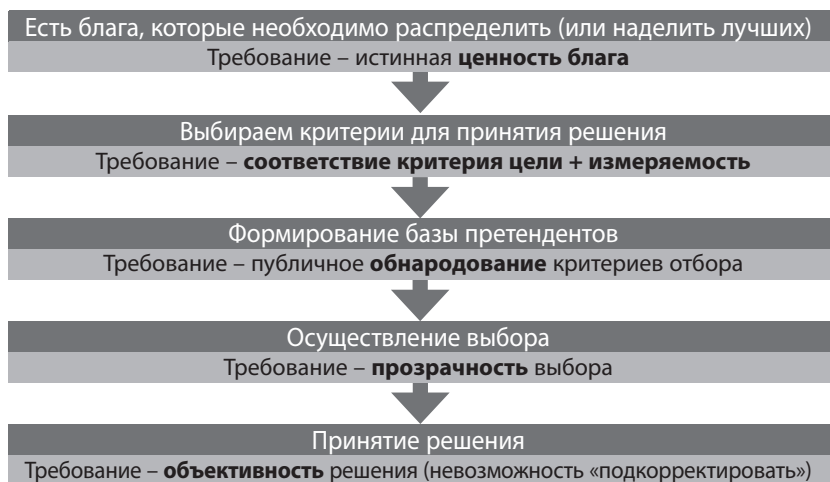 Есть блага, которые необходимо распределить (или наделить лучших)
Требование – истинная ценность блага
Выбираем критерии для принятия решения
Требование – соответствие критерия цели + измеряемость
Формирование базы претендентов
Требование – публичное обнародование критериев отбора
Осуществление выбора
Требование – прозрачность выбора
Принятие решения
Требование – объективность решения (невозможность «подкорректировать»)